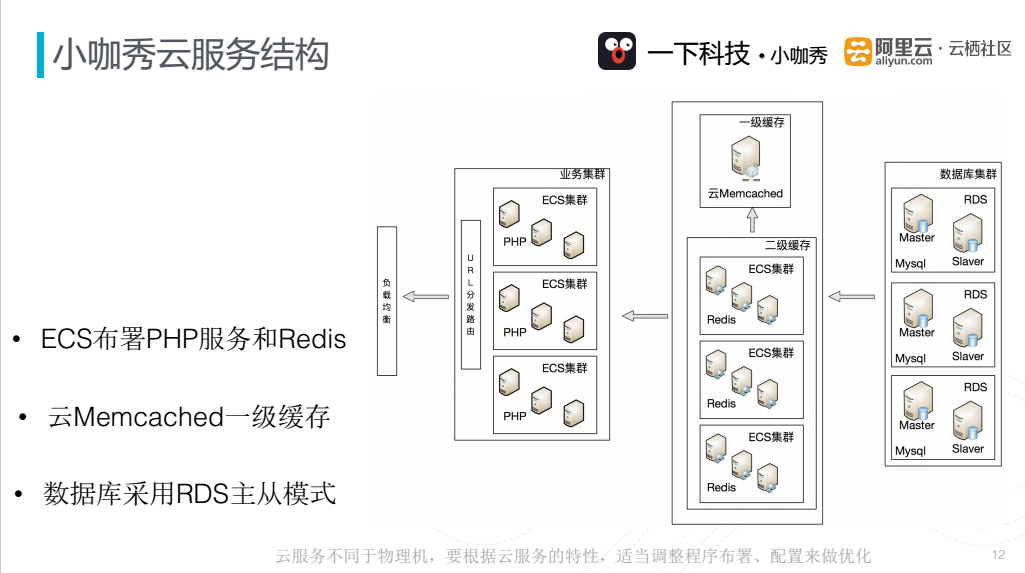 小咖秀云服务结构
一下科技·小咖秀
阿里云
aliyun.com
·云栖社区
• ECS布署PHP服务和Redis
• 云Memcached一级缓存
• 数据库采用RDS主从模式
负载均衡
业务集群
URL分发路由
ECS集群
PHP
ECS集群
PHP
ECS集群
PHP
一级缓存
云Memcached
二级缓存
ECS集群
Redis
ECS集群
Redis
ECS集群
Redis
数据库集群
RDS
Master
Slaver
Mysql
RDS
Master
Slaver
Mysql
RDS
Master
Slaver
Mysql
云服务不同于物理机，要根据云服务的特性，适当调整程序布署、配置来做优化
12